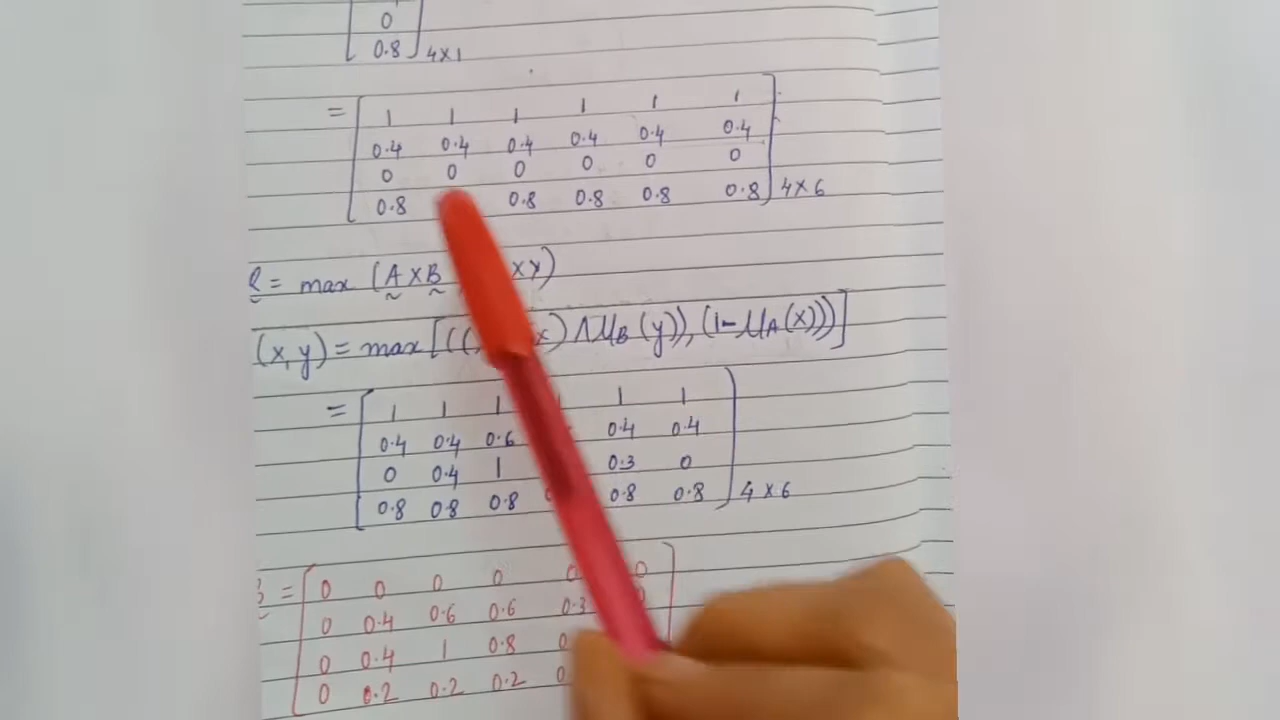 0
0.8 4×1
= 1 1 1 1 1 1
0.4 0.4 0.4 0.4 0.4 0.4
0 0 0 0 0 0
0.8 0.8 0.8 0.8 0.8 4×6
R = max (A×B ×Y)
(x,y) = max [((, x) ∧ μB(y)), (1-μA(x)))]
= 1 1 1 1 1
0.4 0.4 0.6 0.4 0.4
0 0.4 1 0.3 0
0.8 0.8 0.8 0.8 0.8 4×6
= 0 0 0 0 0 0
0 0.4 0.6 0.6 0.3
0 0.4 1 0.8
0 0.2 0.2 0.2